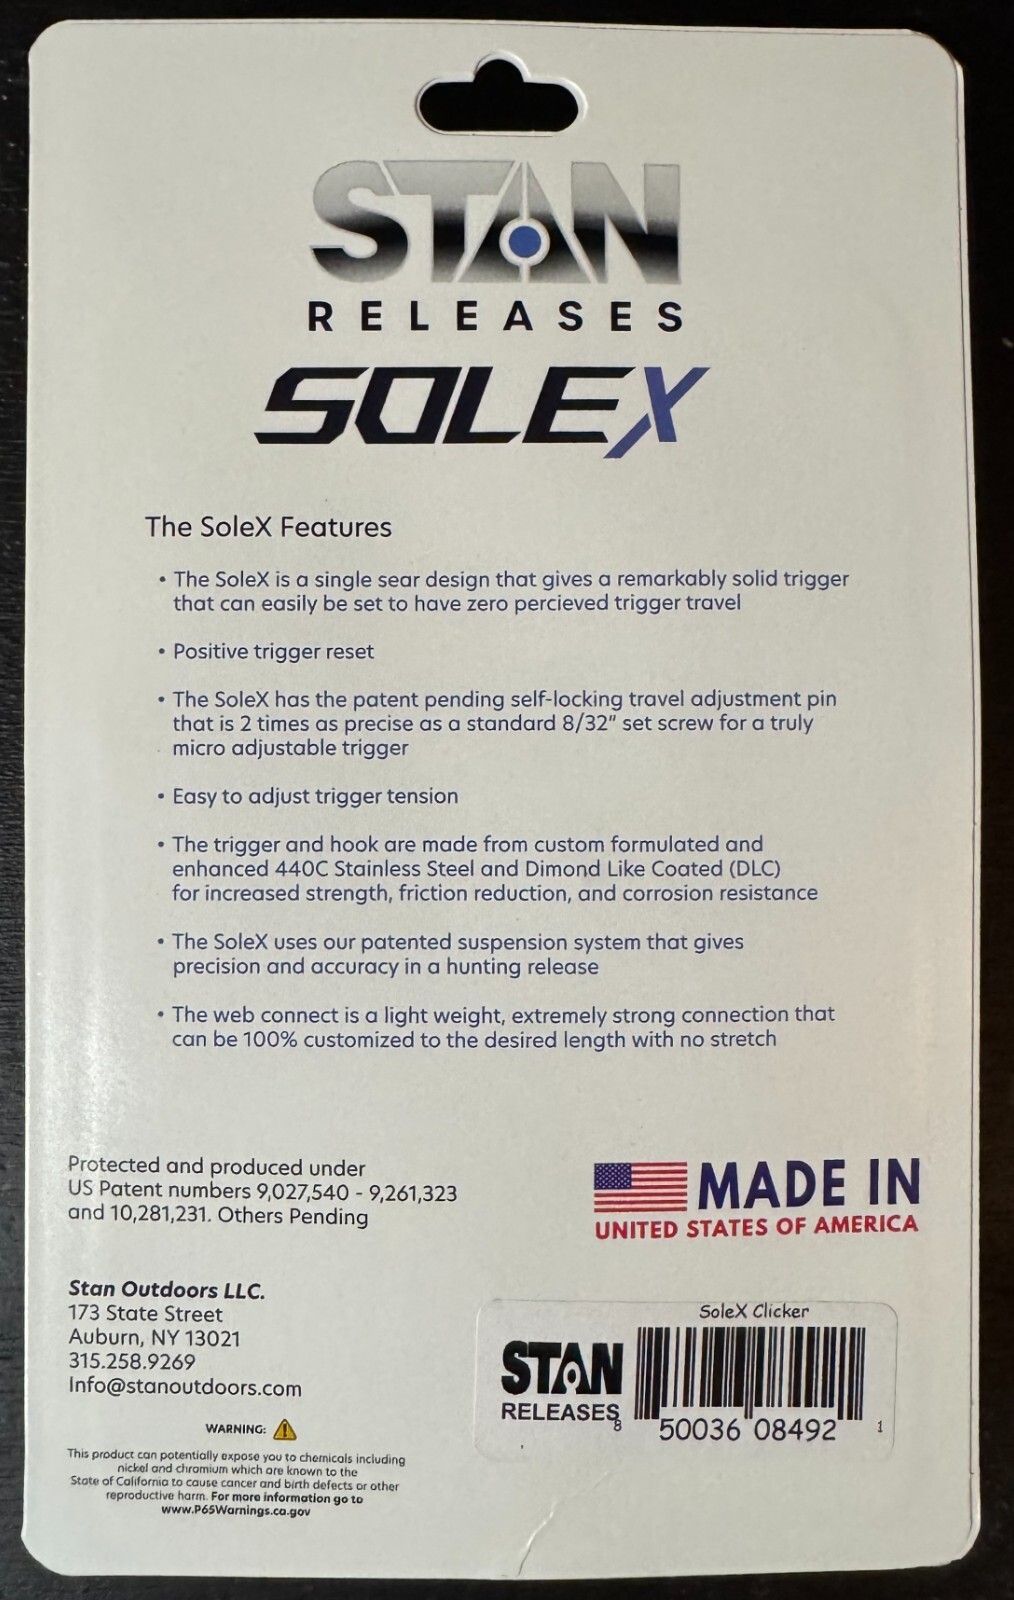 STAN
RELEASES
SOLEX
The SoleX Features
• The SoleX is a single sear design that gives a remarkably solid trigger
that can easily be set to have zero percieved trigger travel
• Positive trigger reset
• The SoleX has the patent pending self-locking travel adjustment pin
that is 2 times as precise as a standard 8/32" set screw for a truly
micro adjustable trigger
• Easy to adjust trigger tension
• The trigger and hook are made from custom formulated and
enhanced 440C Stainless Steel and Dimond Like Coated (DLC)
for increased strength, friction reduction, and corrosion resistance
• The SoleX uses our patented suspension system that gives
precision and accuracy in a hunting release
• The web connect is a light weight, extremely strong connection that
can be 100% customized to the desired length with no stretch
Protected and produced under
US Patent numbers 9,027,540 - 9,261,323
and 10,281,231. Others Pending
MADE IN
UNITED STATES OF AMERICA
Stan Outdoors LLC.
173 State Street
Auburn, NY 13021
315.258.9269
Info@stanoutdoors.com
WARNING:
This product can potentially expose you to chemicals including
nickel and chromium which are known to the
State of California to cause cancer and birth defects or other
reproductive harm. For more information go to
www.P65Warnings.ca.gov
SoleX Clicker
STAN
RELEASES
8 50036 08492 1